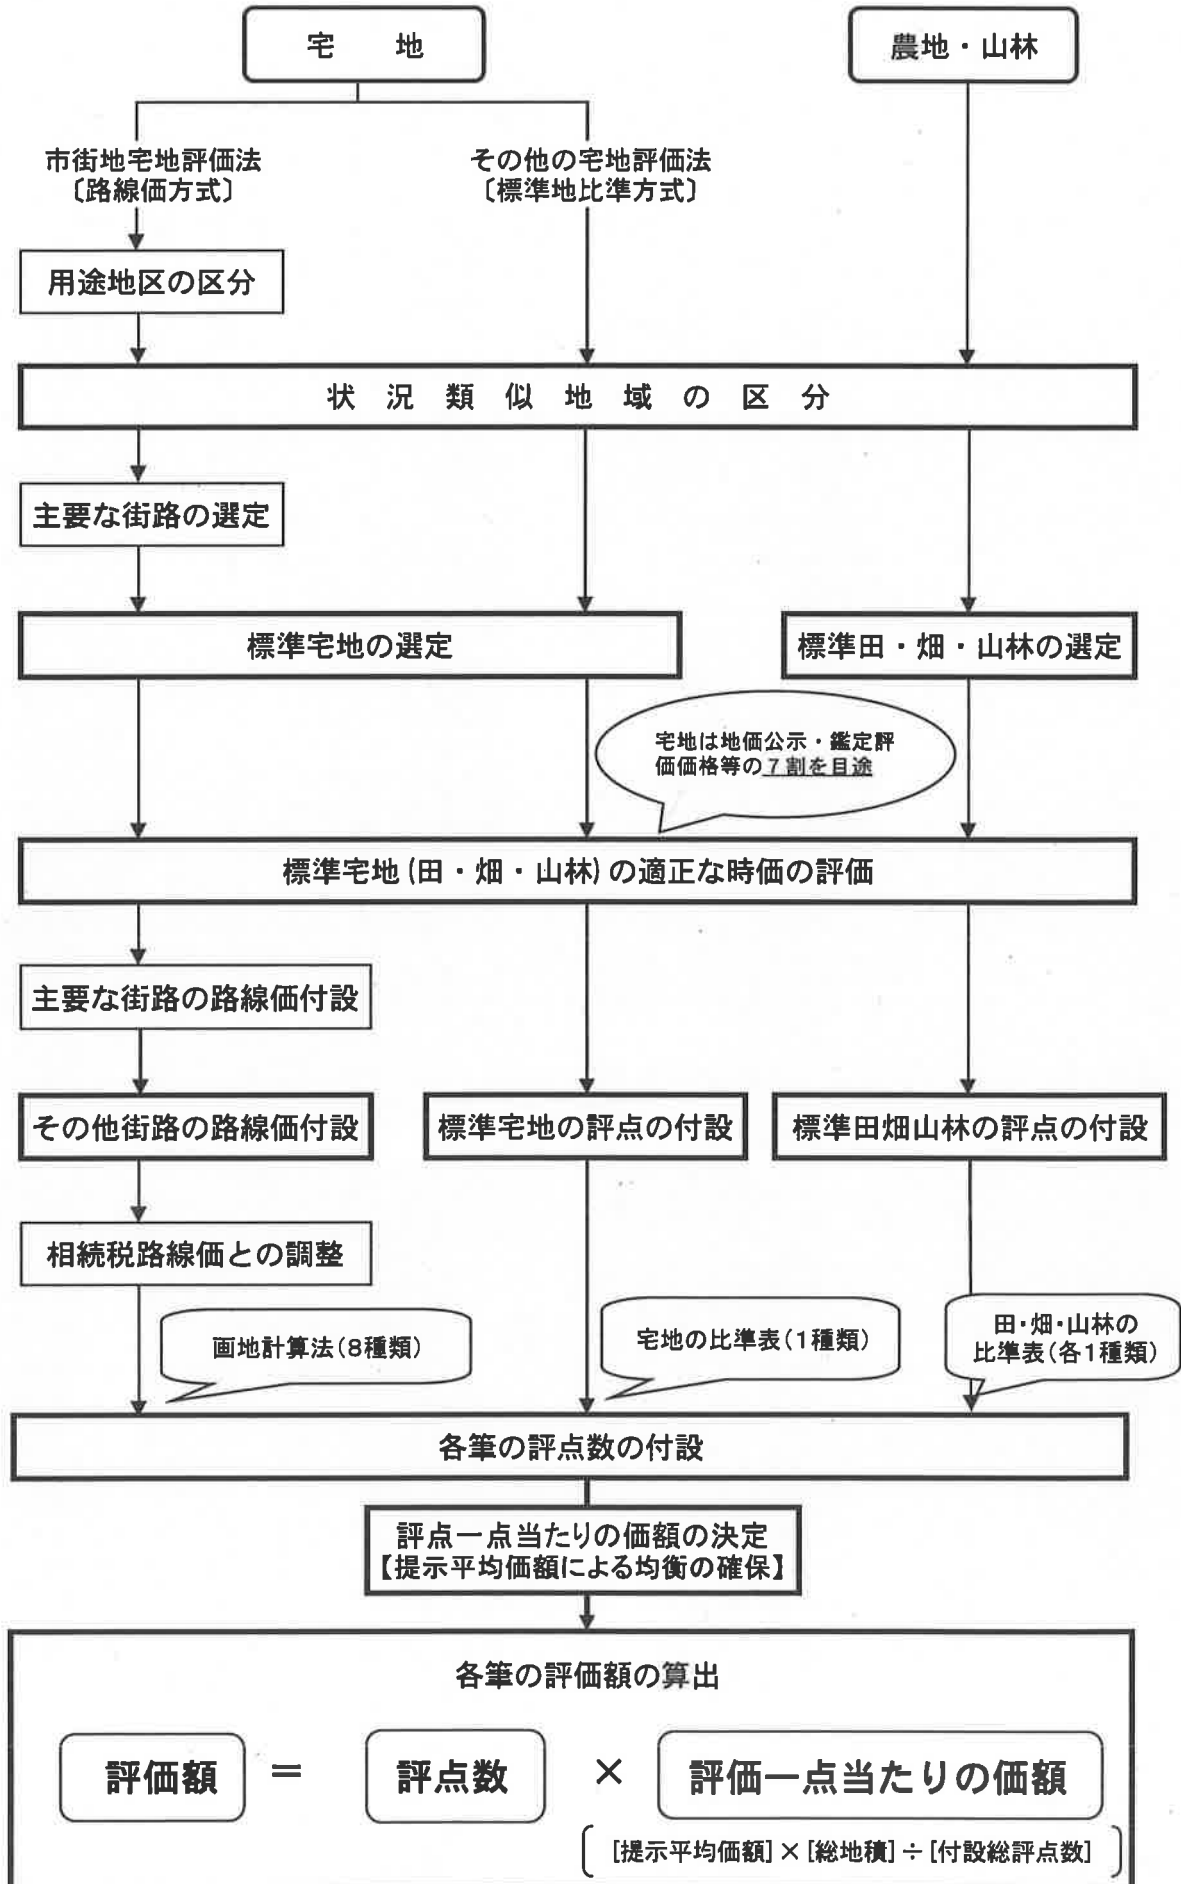 宅　地
農地・山林
市街地宅地評価法
〔路線価方式〕
その他の宅地評価法
〔標準地比準方式〕
用途地区の区分
状況類似地域の区分
主要な街路の選定
標準宅地の選定
標準田・畑・山林の選定
宅地は地価公示・鑑定評
価価格等の７割を目途
標準宅地(田・畑・山林)の適正な時価の評価
主要な街路の路線価付設
その他街路の路線価付設
標準宅地の評点の付設
標準田畑山林の評点の付設
相続税路線価との調整
画地計算法(8種類)
宅地の比準表(1種類)
田・畑・山林の
比準表(各1種類)
各筆の評点数の付設
評点一点当たりの価額の決定
【提示平均価額による均衡の確保】
各筆の評価額の算出
評価額 ＝ 評点数 × 評価一点当たりの価額
[提示平均価額]×[総地積]÷[付設総評点数]